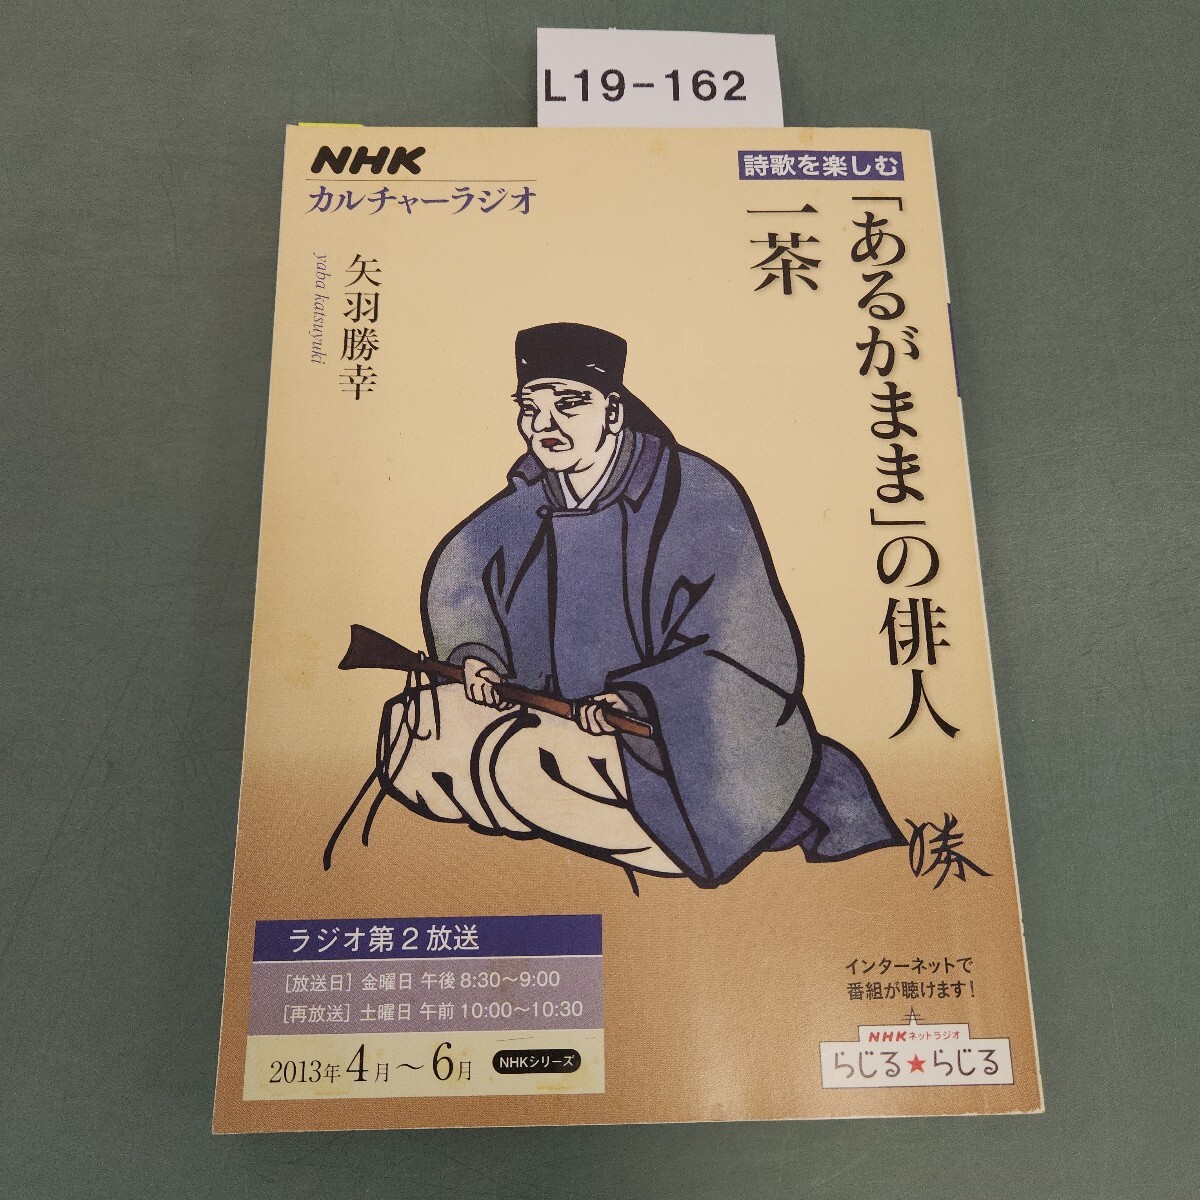 L19-162
NHK
カルチャーラジオ
詩歌を楽しむ
「あるがまま」の俳人
一茶
矢羽勝幸
yaba katsuyuki
勝
ラジオ第2放送
[放送日] 金曜日 午後 8:30〜9:00
[再放送] 土曜日 午前 10:00〜10:30
2013年 4月〜6月 NHKシリーズ
インターネットで
番組が聴けます!
NHKネットラジオ
らじる★らじる